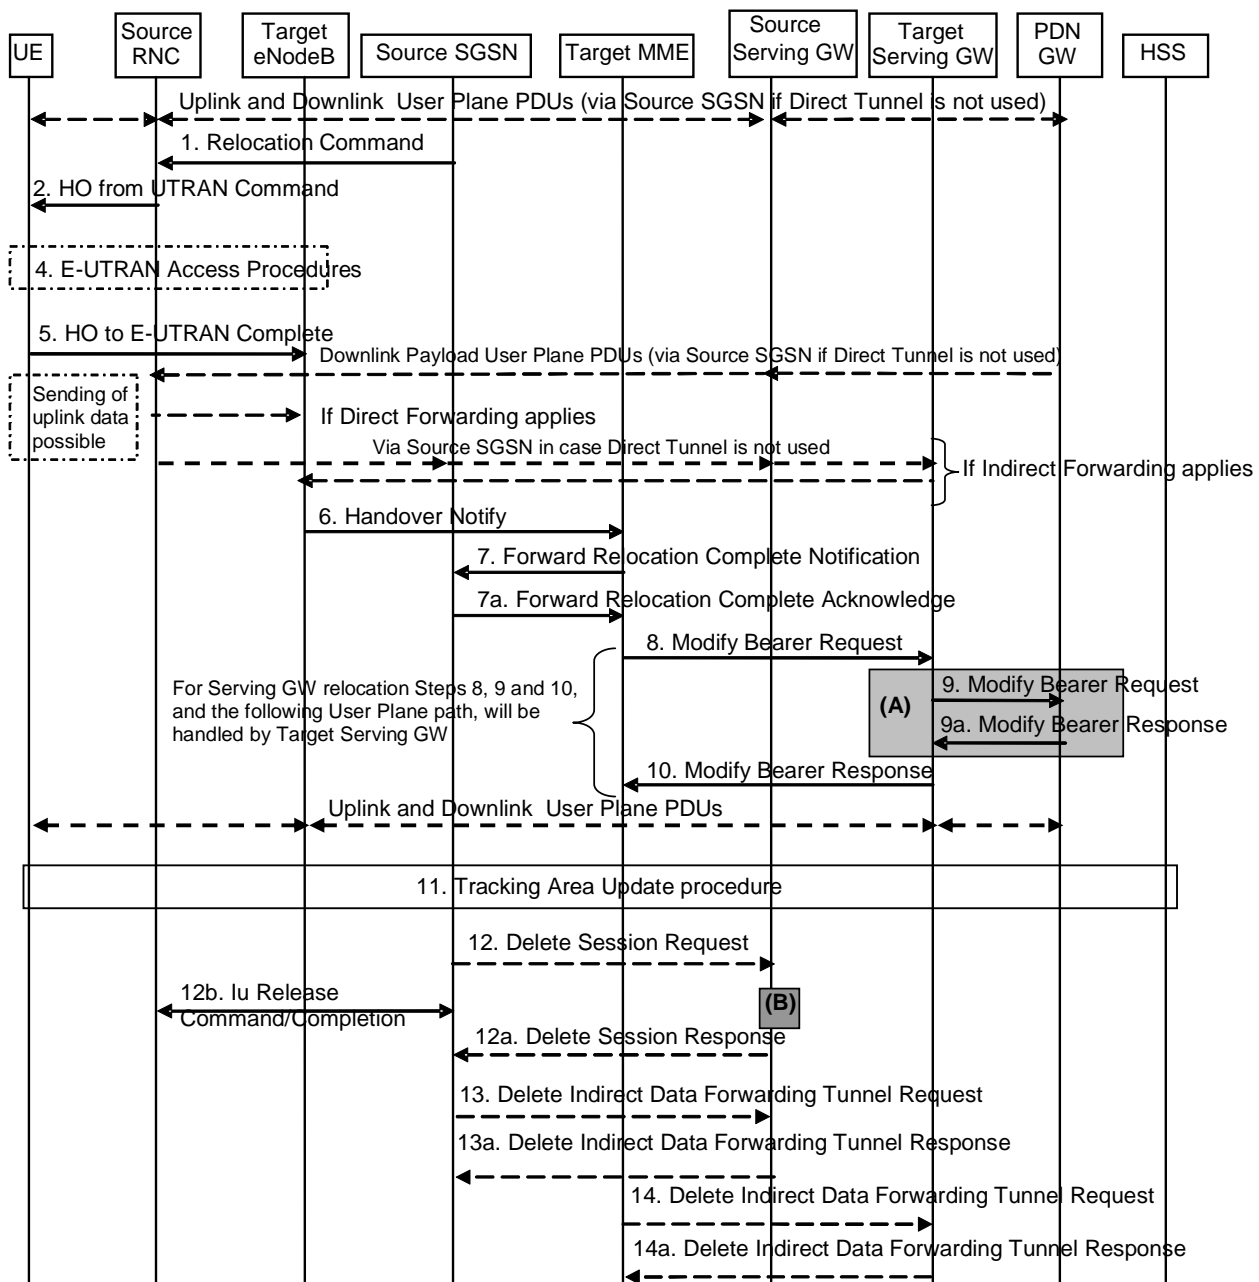 UE
Source
RNC
Target
eNodeB
Source SGSN
Target MME
Source
Serving GW
Target
Serving GW
PDN
GW
HSS
Uplink and Downlink User Plane PDUs (via Source SGSN if Direct Tunnel is not used)
1. Relocation Command
2. HO from UTRAN Command
4. E-UTRAN Access Procedures
5. HO to E-UTRAN Complete
Downlink Payload User Plane PDUs (via Source SGSN if Direct Tunnel is not used)
Sending of
uplink data
possible
If Direct Forwarding applies
Via Source SGSN in case Direct Tunnel is not used
If Indirect Forwarding applies
6. Handover Notify
7. Forward Relocation Complete Notification
7a. Forward Relocation Complete Acknowledge
8. Modify Bearer Request
For Serving GW relocation Steps 8, 9 and 10,
and the following User Plane path, will be
handled by Target Serving GW
(A)
9. Modify Bearer Request
9a. Modify Bearer Response
10. Modify Bearer Response
Uplink and Downlink User Plane PDUs
11. Tracking Area Update procedure
12. Delete Session Request
12b. Iu Release
Command/Completion
(B)
12a. Delete Session Response
13. Delete Indirect Data Forwarding Tunnel Request
13a. Delete Indirect Data Forwarding Tunnel Response
14. Delete Indirect Data Forwarding Tunnel Request
14a. Delete Indirect Data Forwarding Tunnel Response